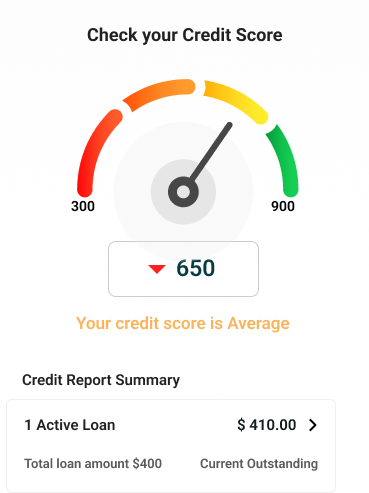 Check your Credit Score
300 900
650
Your credit score is Average
Credit Report Summary
1 Active Loan $ 410.00
Total loan amount $400 Current Outstanding